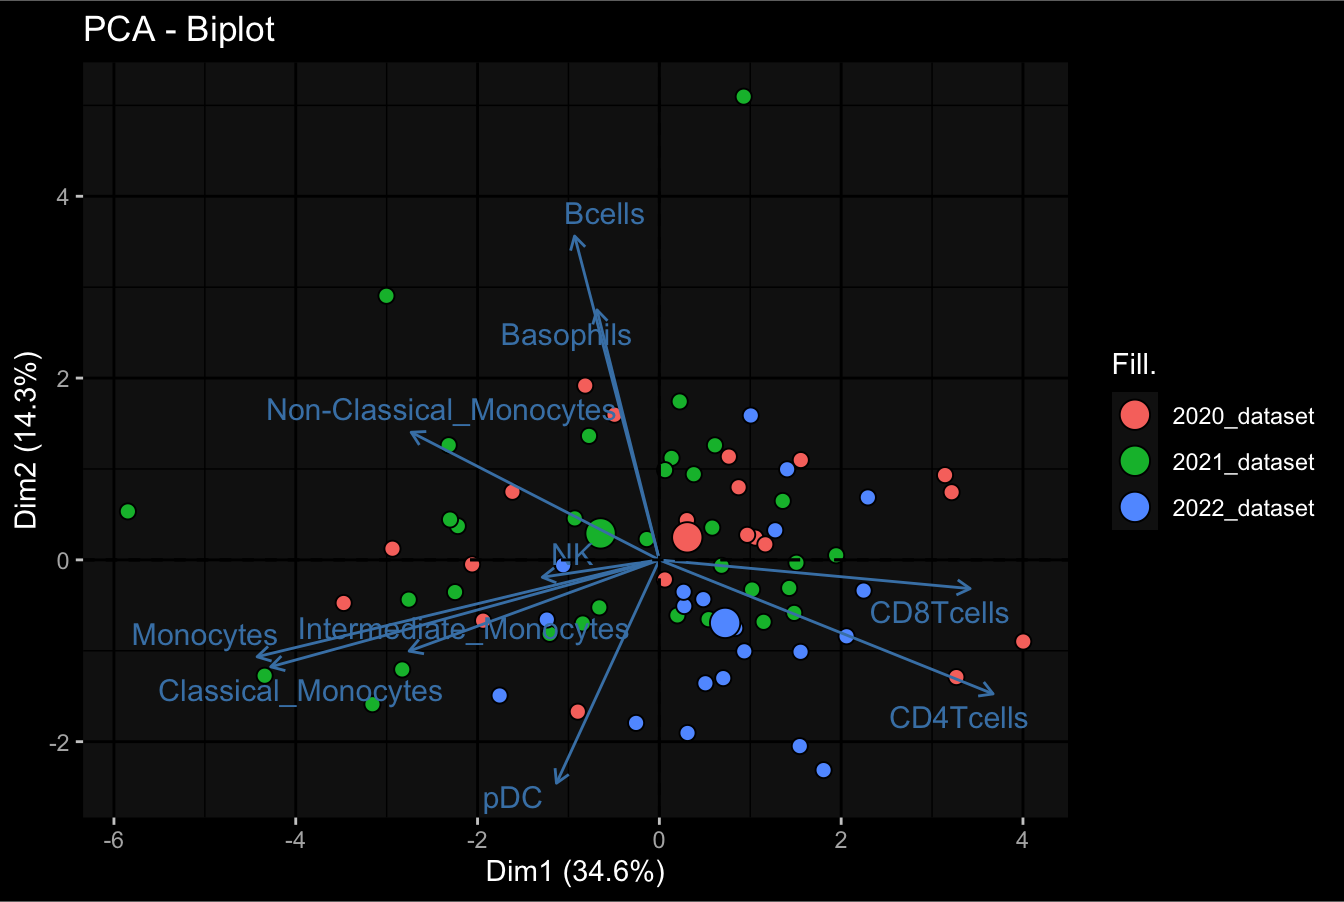 PCA - Biplot
Dim2 (14.3%)
4
2
0
-2
Bcells
Basophils
Non-Classical_Monocytes
NK
CD8Tcells
Monocytes
Intermediate_Monocytes
Classical_Monocytes
CD4Tcells
pDC
-6
-4
-2
0
2
4
Dim1 (34.6%)
Fill.
2020_dataset
2021_dataset
2022_dataset